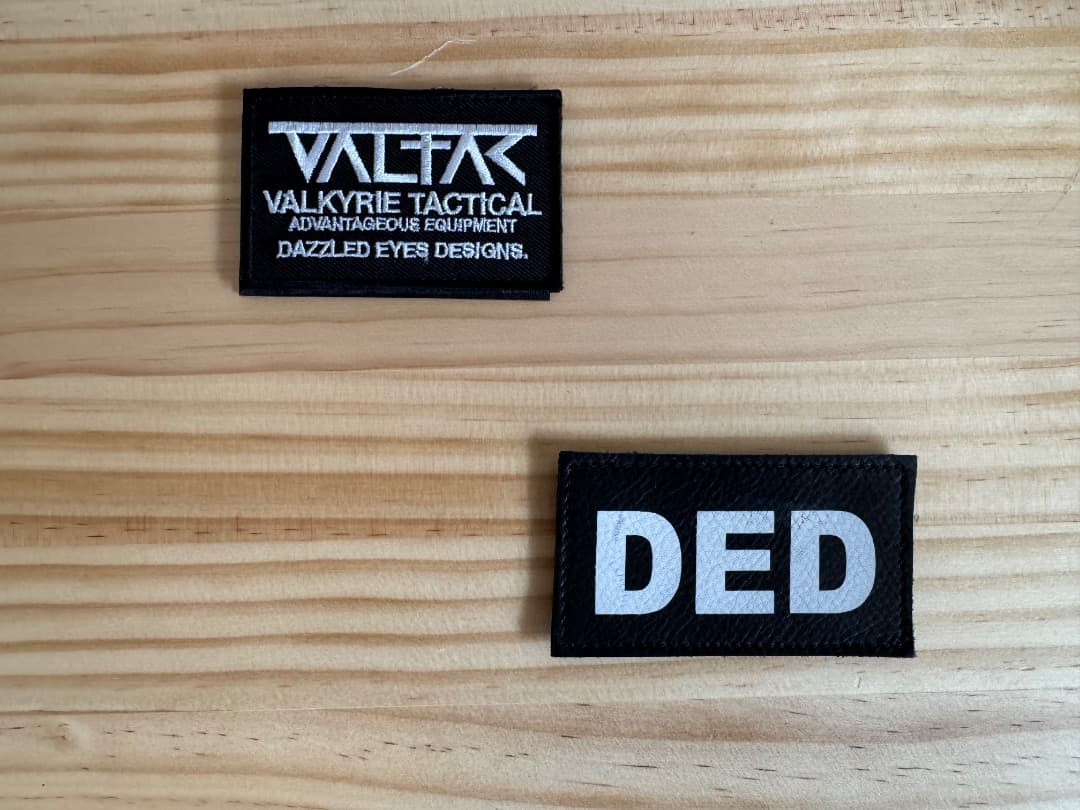 VALTAC
VALKYRIE TACTICAL
ADVANTAGEOUS EQUIPMENT
DAZZLED EYES DESIGNS.
DED